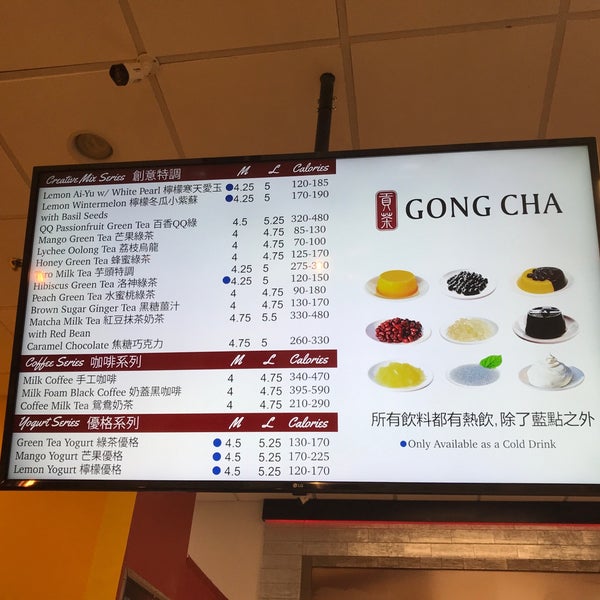 Creative Mix Series 創意特調 M L Calories
Lemon Ai-Yu w/ White Pearl 檸檬寒天愛玉 4.25 5 120-185
Lemon Wintermelon 檸檬冬瓜小紫蘇 4.25 5 170-190
with Basil Seeds
QQ Passionfruit Green Tea 百香QQ綠 4.5 5.25 320-480
Mango Green Tea 芒果綠茶 4 4.75 85-130
Lychee Oolong Tea 荔枝烏龍 4 4.75 70-100
Honey Green Tea 蜂蜜綠茶 4 4.75 125-170
Taro Milk Tea 芋頭特調 4.25 5 275-310
Hibiscus Green Tea 洛神綠茶 4.25 5 120-150
Peach Green Tea 水蜜桃綠茶 4 4.75 90-180
Brown Sugar Ginger Tea 黑糖薑汁 4 4.75 130-170
Matcha Milk Tea 紅豆抹茶奶茶 4.75 5.5 330-480
with Red Bean
Caramel Chocolate 焦糖巧克力 4.75 5 260-330
Coffee Series 咖啡系列 M L Calories
Milk Coffee 手工咖啡 4 4.75 340-470
Milk Foam Black Coffee 奶蓋黑咖啡 4 4.75 395-590
Coffee Milk Tea 鴛鴦奶茶 4 4.75 210-290
Yogurt Series 優格系列 M L Calories
Green Tea Yogurt 綠茶優格 4.5 5.25 130-170
Mango Yogurt 芒果優格 4.5 5.25 170-225
Lemon Yogurt 檸檬優格 4.5 5.25 120-170
貢茶 GONG CHA
所有飲料都有熱飲, 除了藍點之外
Only Available as a Cold Drink
LG